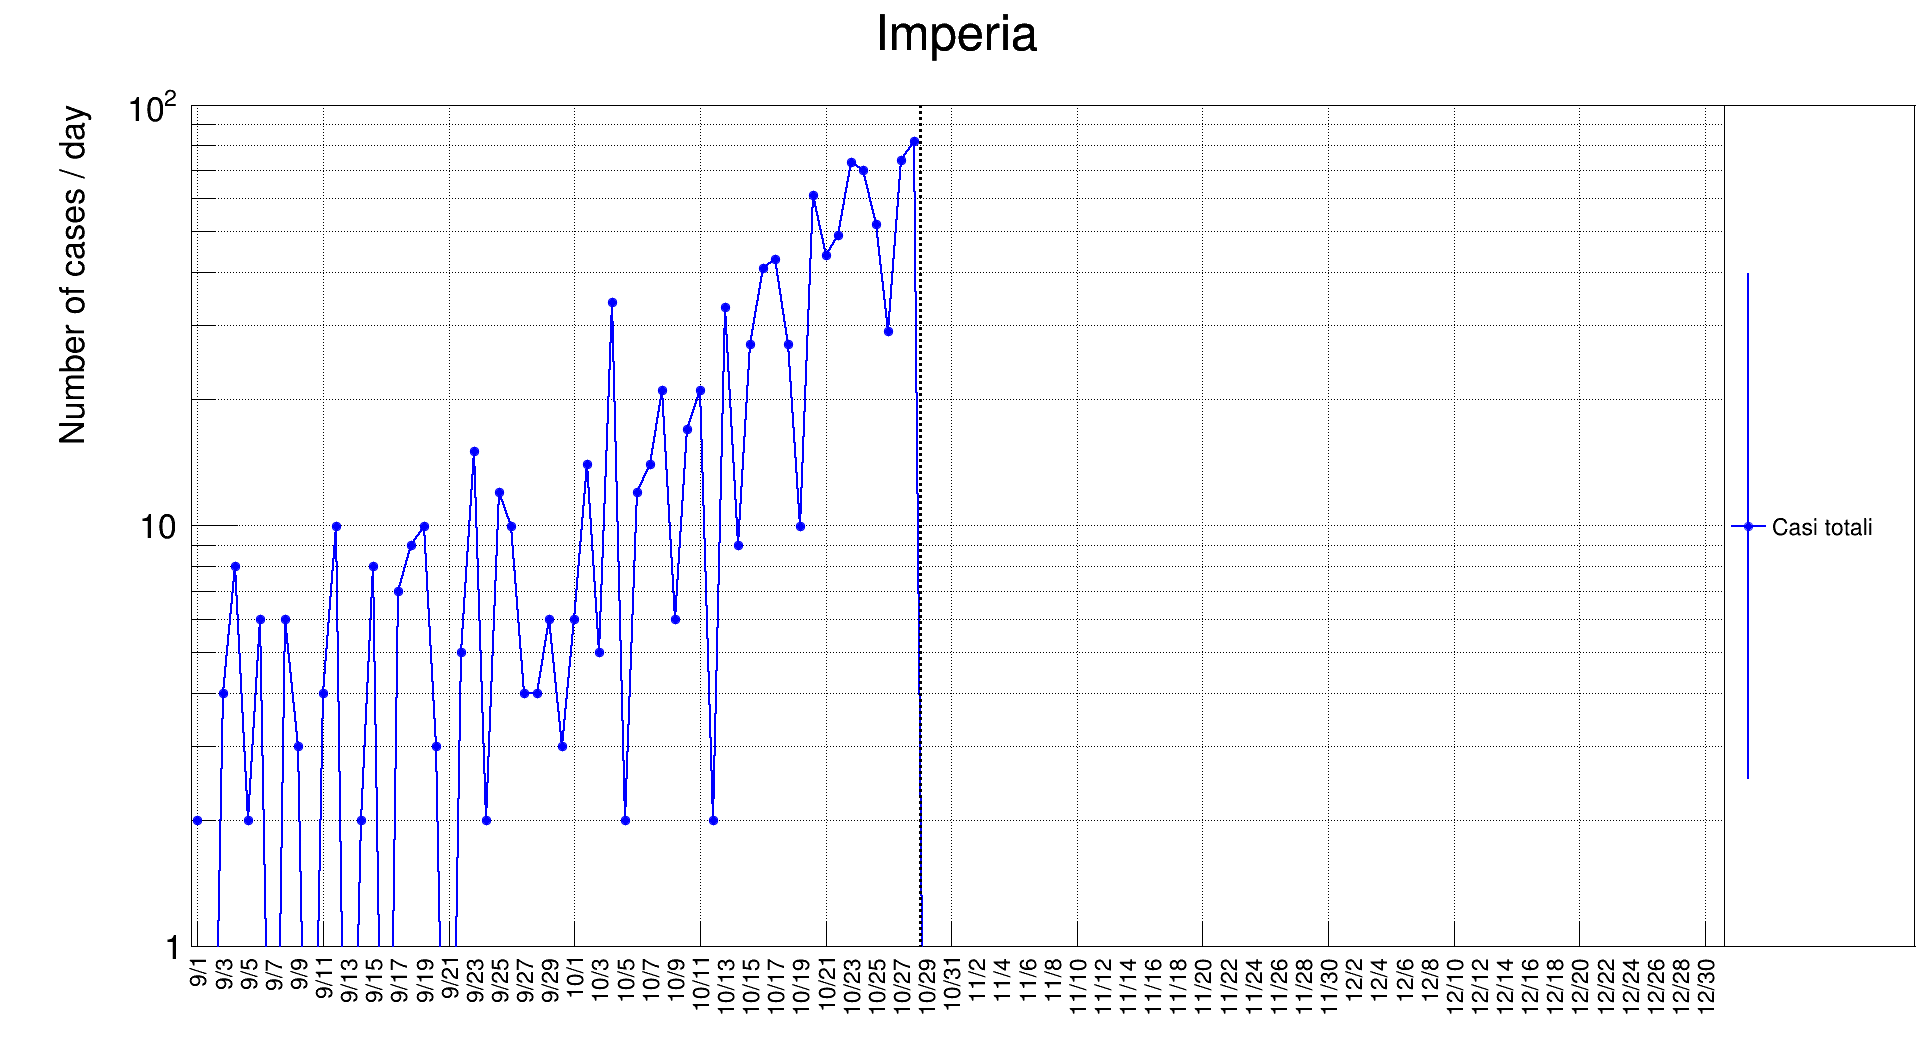 Imperia
Number of cases / day
10²
10
1
9/1 9/3 9/5 9/7 9/9 9/11 9/13 9/15 9/17 9/19 9/21 9/23 9/25 9/27 9/29 10/1 10/3 10/5 10/7 10/9 10/11 10/13 10/15 10/17 10/19 10/21 10/23 10/25 10/27 10/29 10/31 11/2 11/4 11/6 11/8 11/10 11/12 11/14 11/16 11/18 11/20 11/22 11/24 11/26 11/28 11/30 12/2 12/4 12/6 12/8 12/10 12/12 12/14 12/16 12/18 12/20 12/22 12/24 12/26 12/28 12/30
Casi totali